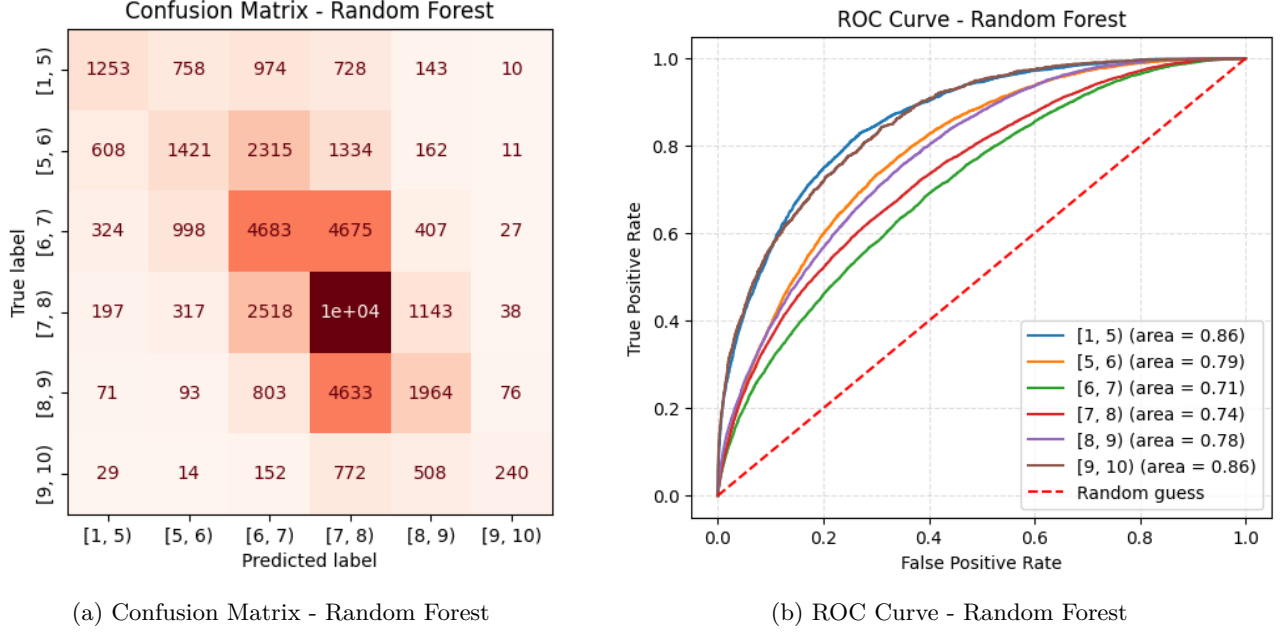 Confusion Matrix - Random Forest
True label
[1, 5) 1253 758 974 728 143 10
[5, 6) 608 1421 2315 1334 162 11
[6, 7) 324 998 4683 4675 407 27
[7, 8) 197 317 2518 1e+04 1143 38
[8, 9) 71 93 803 4633 1964 76
[9, 10) 29 14 152 772 508 240
[1, 5) [5, 6) [6, 7) [7, 8) [8, 9) [9, 10)
Predicted label
(a) Confusion Matrix - Random Forest
ROC Curve - Random Forest
True Positive Rate
1.0
0.8
0.6
0.4
0.2
0.0
[1, 5) (area = 0.86)
[5, 6) (area = 0.79)
[6, 7) (area = 0.71)
[7, 8) (area = 0.74)
[8, 9) (area = 0.78)
[9, 10) (area = 0.86)
Random guess
0.0 0.2 0.4 0.6 0.8 1.0
False Positive Rate
(b) ROC Curve - Random Forest